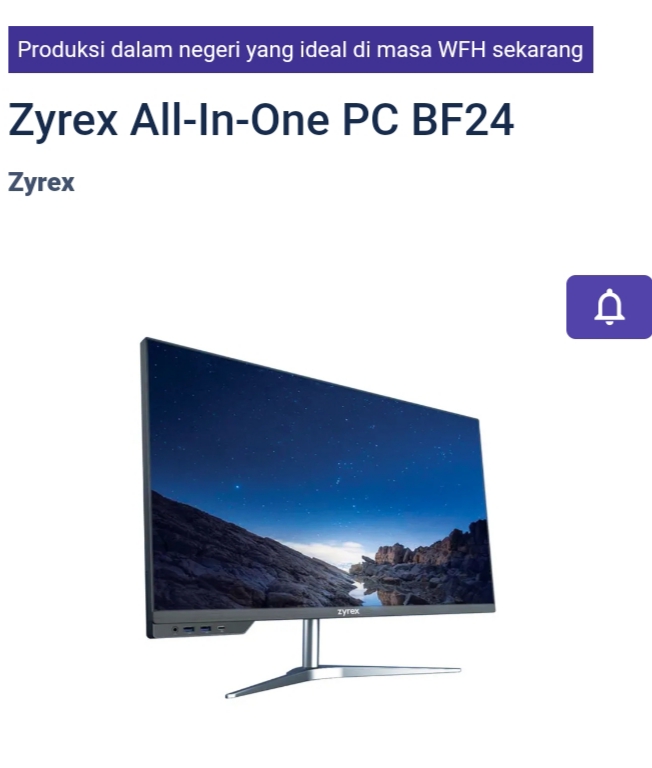 Produksi dalam negeri yang ideal di masa WFH sekarang
Zyrex All-In-One PC BF24
Zyrex
zyrex